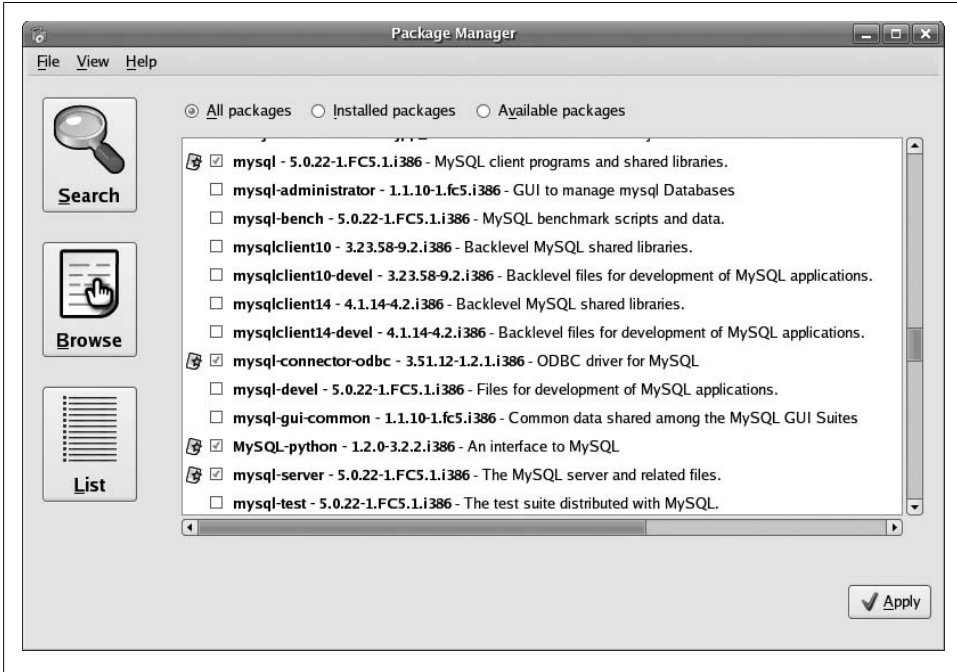 Package Manager
File View Help
All packages Installed packages Available packages
mysql - 5.0.22-1.FC5.1.i386 - MySQL client programs and shared libraries.
mysql-administrator - 1.1.10-1.fc5.i386 - GUI to manage mysql Databases
mysql-bench - 5.0.22-1.FC5.1.i386 - MySQL benchmark scripts and data.
mysqlclient10 - 3.23.58-9.2.i386 - Backlevel MySQL shared libraries.
mysqlclient10-devel - 3.23.58-9.2.i386 - Backlevel files for development of MySQL applications.
mysqlclient14 - 4.1.14-4.2.i386 - Backlevel MySQL shared libraries.
mysqlclient14-devel - 4.1.14-4.2.i386 - Backlevel files for development of MySQL applications.
mysql-connector-odbc - 3.51.12-1.2.1.i386 - ODBC driver for MySQL
mysql-devel - 5.0.22-1.FC5.1.i386 - Files for development of MySQL applications.
mysql-gui-common - 1.1.10-1.fc5.i386 - Common data shared among the MySQL GUI Suites
MySQL-python - 1.2.0-3.2.2.i386 - An interface to MySQL
mysql-server - 5.0.22-1.FC5.1.i386 - The MySQL server and related files.
mysql-test - 5.0.22-1.FC5.1.i386 - The test suite distributed with MySQL.
Search
Browse
List
Apply